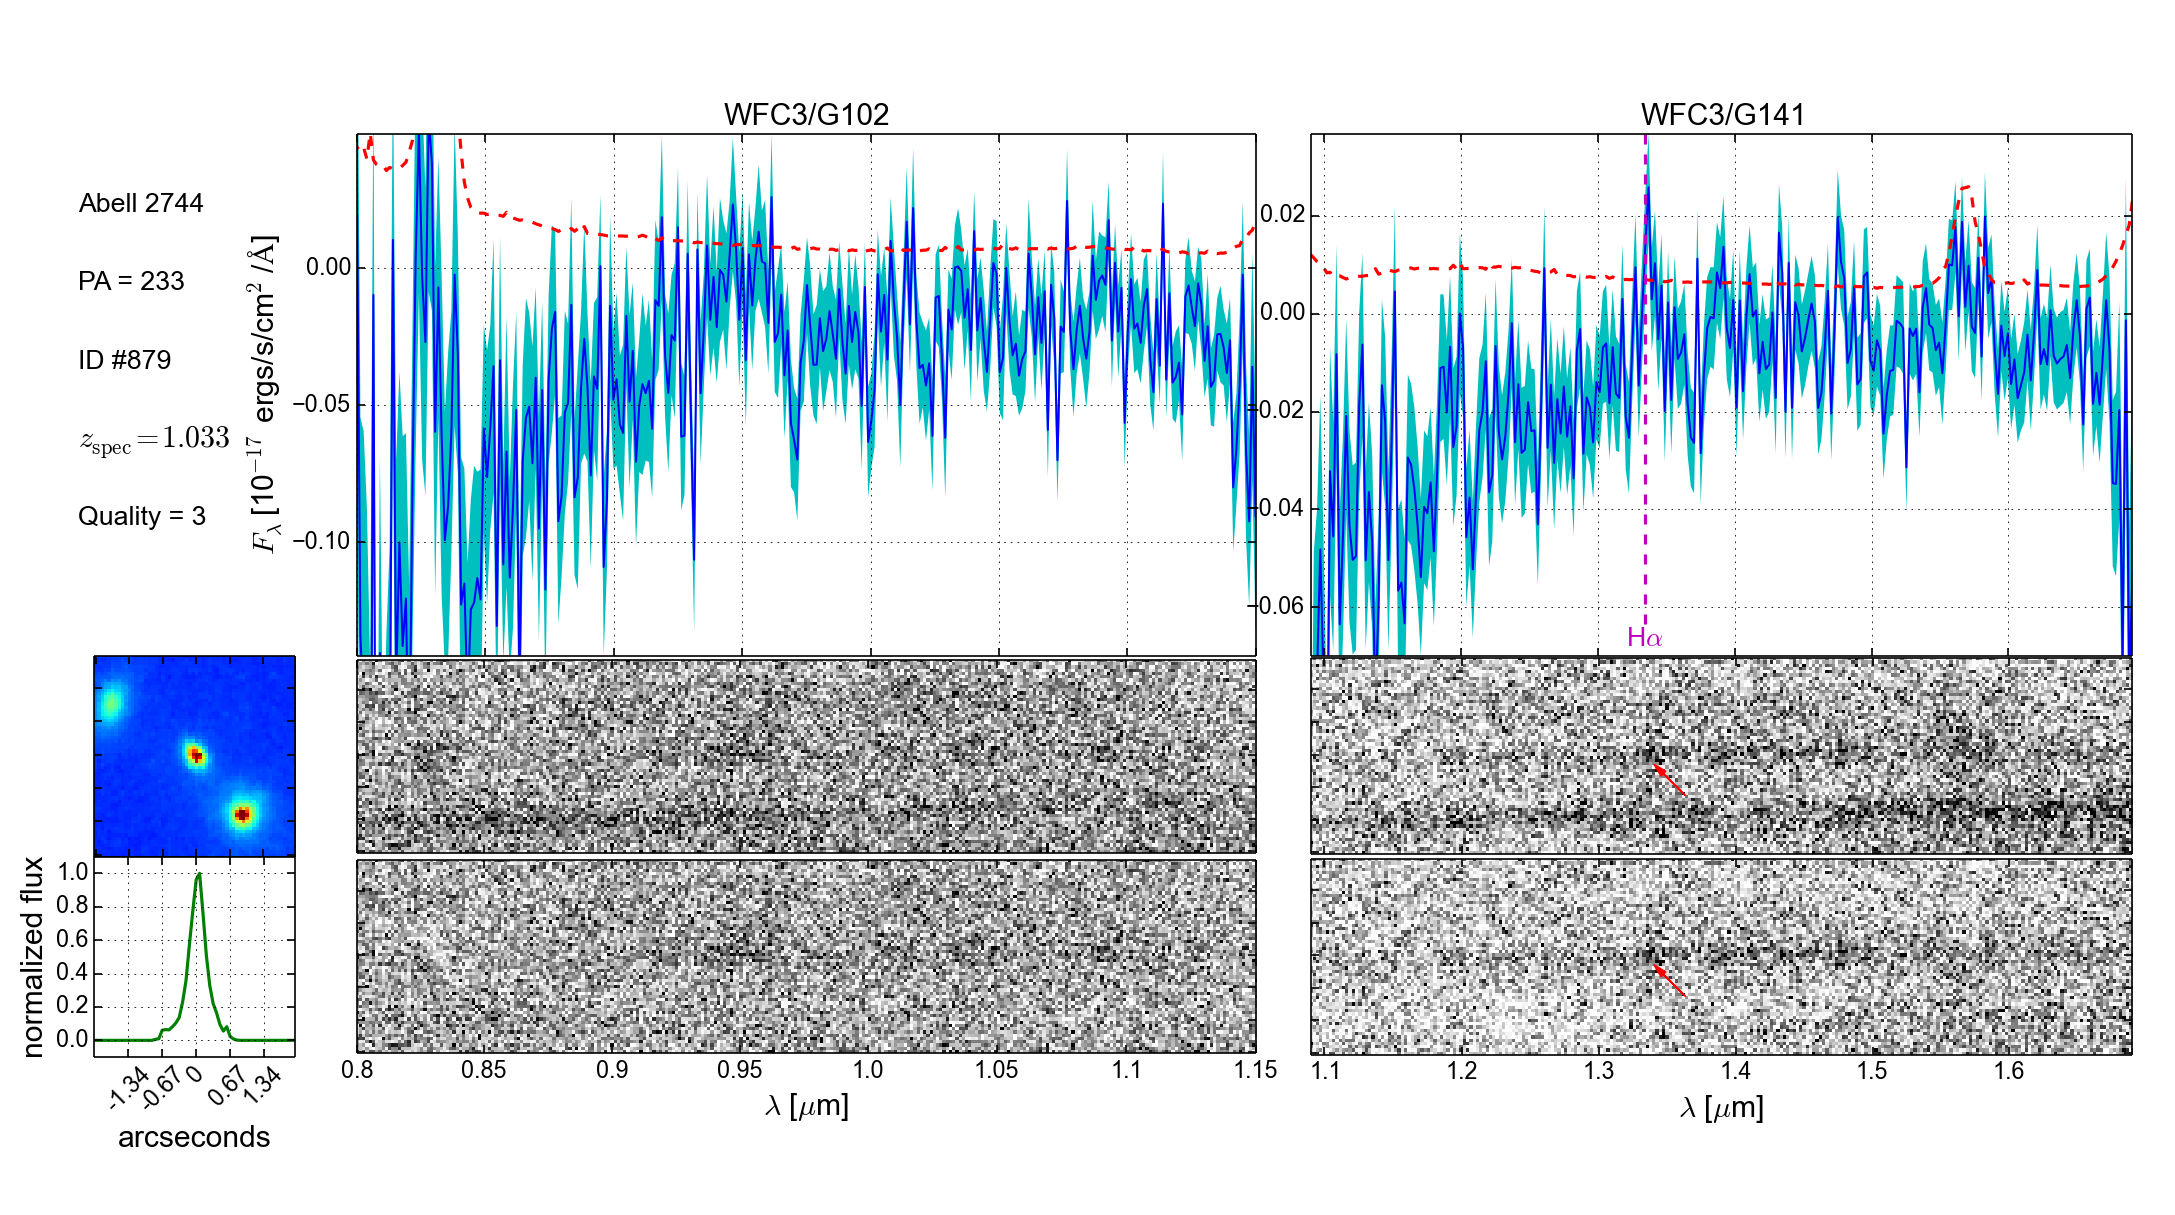 WFC3/G102
WFC3/G141
Abell 2744
PA = 233
ID #879
z_spec = 1.033
Quality = 3
F_λ [10^−17 ergs/s/cm^2 /Å]
0.00
−0.05
−0.10
0.02
0.00
−0.02
−0.04
−0.06
Hα
normalized flux
1.0
0.8
0.6
0.4
0.2
0.0
-1.34
-0.67
0
0.67
1.34
arcseconds
0.8
0.85
0.9
0.95
1.0
1.05
1.1
1.15
λ [μm]
1.1
1.2
1.3
1.4
1.5
1.6
λ [μm]